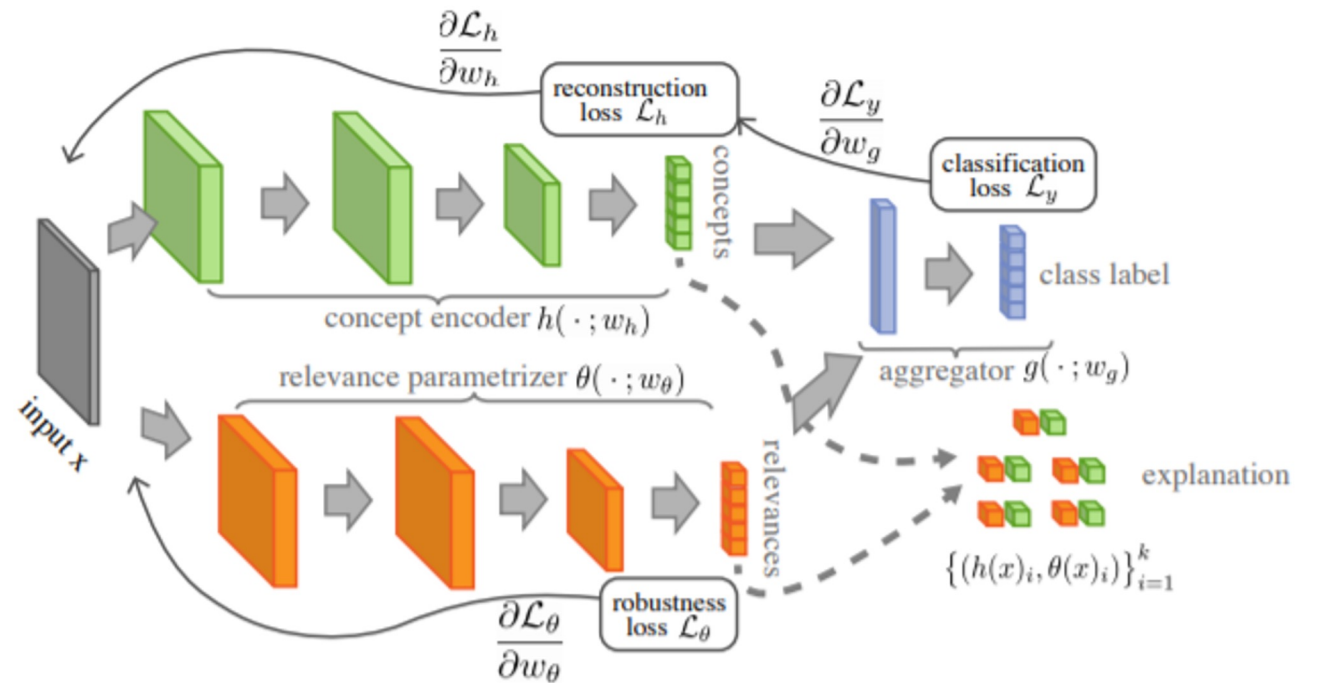 ∂ℒ_h
∂w_h
reconstruction
loss ℒ_h
∂ℒ_y
∂w_g
classification
loss ℒ_y
concepts
class label
concept encoder h( · ; w_h)
relevance parametrizer θ( · ; w_θ)
aggregator g( · ; w_g)
input x
relevances
explanation
{(h(x)_i, θ(x)_i)}^k_{i=1}
robustness
loss ℒ_θ
∂ℒ_θ
∂w_θ